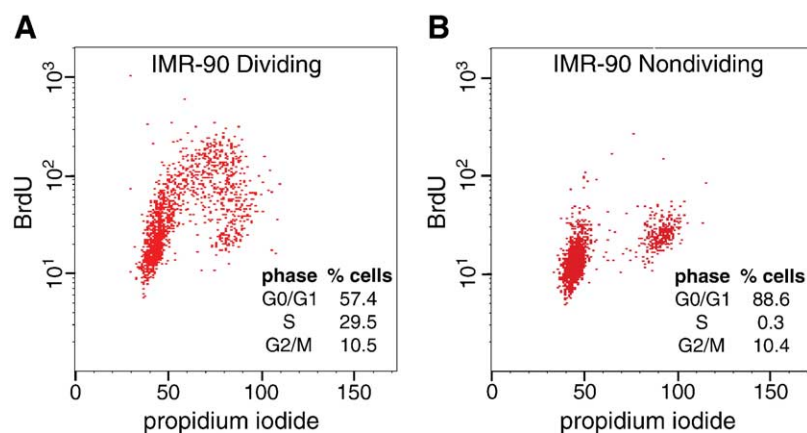 A
IMR-90 Dividing
BrdU
10³
10²
10¹
phase % cells
G0/G1 57.4
S 29.5
G2/M 10.5
0 50 100 150
propidium iodide
B
IMR-90 Nondividing
BrdU
10³
10²
10¹
phase % cells
G0/G1 88.6
S 0.3
G2/M 10.4
0 50 100 150
propidium iodide